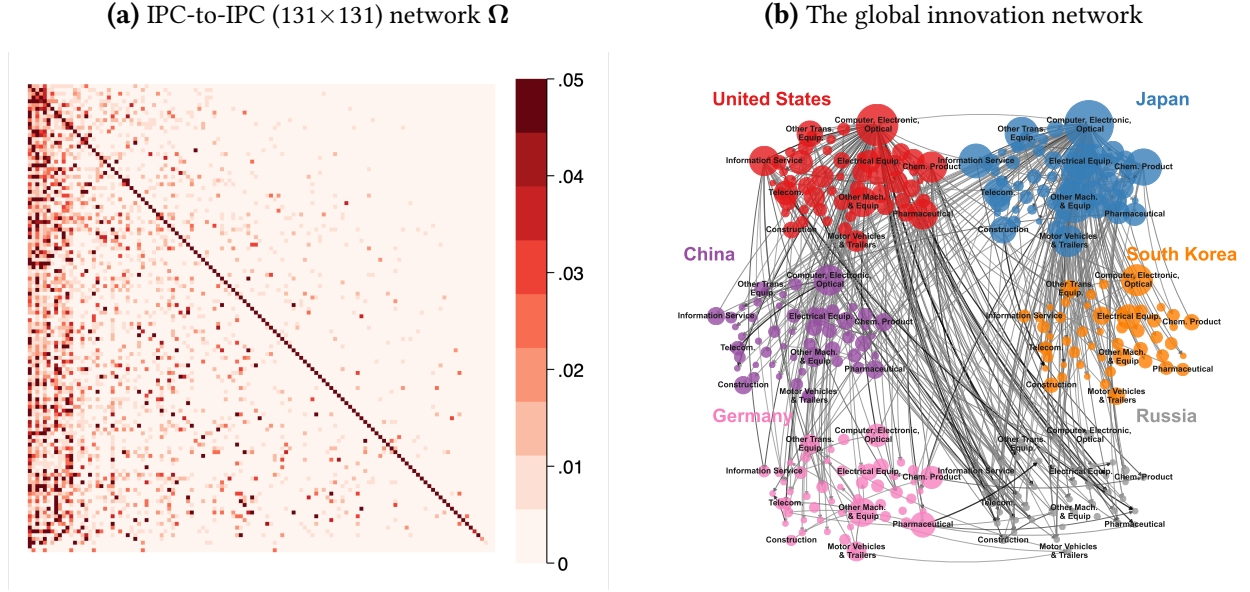 (a) IPC-to-IPC (131×131) network Ω
.05
.04
.03
.02
.01
0
(b) The global innovation network
United States
Computer, Electronic,
Optical
Other Trans.
Equip.
Information Service
Electrical Equip.
Chem. Product
Telecom.
Other Mach.
& Equip
Pharmaceutical
Construction
Motor Vehicles
& Trailers
Japan
Computer, Electronic,
Optical
Other Trans.
Equip.
Information Service
Electrical Equip.
Chem. Product
Telecom.
Other Mach.
& Equip
Pharmaceutical
Construction
Motor Vehicles
& Trailers
China
Computer, Electronic,
Optical
Other Trans.
Equip.
Information Service
Electrical Equip.
Chem. Product
Telecom.
Other Mach.
& Equip
Pharmaceutical
Construction
Motor Vehicles
& Trailers
South Korea
Computer, Electronic,
Optical
Other Trans.
Equip.
Information Service
Electrical Equip.
Chem. Product
Telecom.
Other Mach.
& Equip
Pharmaceutical
Construction
Motor Vehicles
& Trailers
Germany
Computer, Electronic,
Optical
Other Trans.
Equip.
Information Service
Electrical Equip.
Chem. Product
Telecom.
Other Mach.
& Equip
Pharmaceutical
Construction
Motor Vehicles
& Trailers
Russia
Computer, Electronic,
Optical
Other Trans.
Equip.
Information Service
Electrical Equip.
Chem. Product
Telecom.
Other Mach.
& Equip
Pharmaceutical
Construction
Motor Vehicles
& Trailers